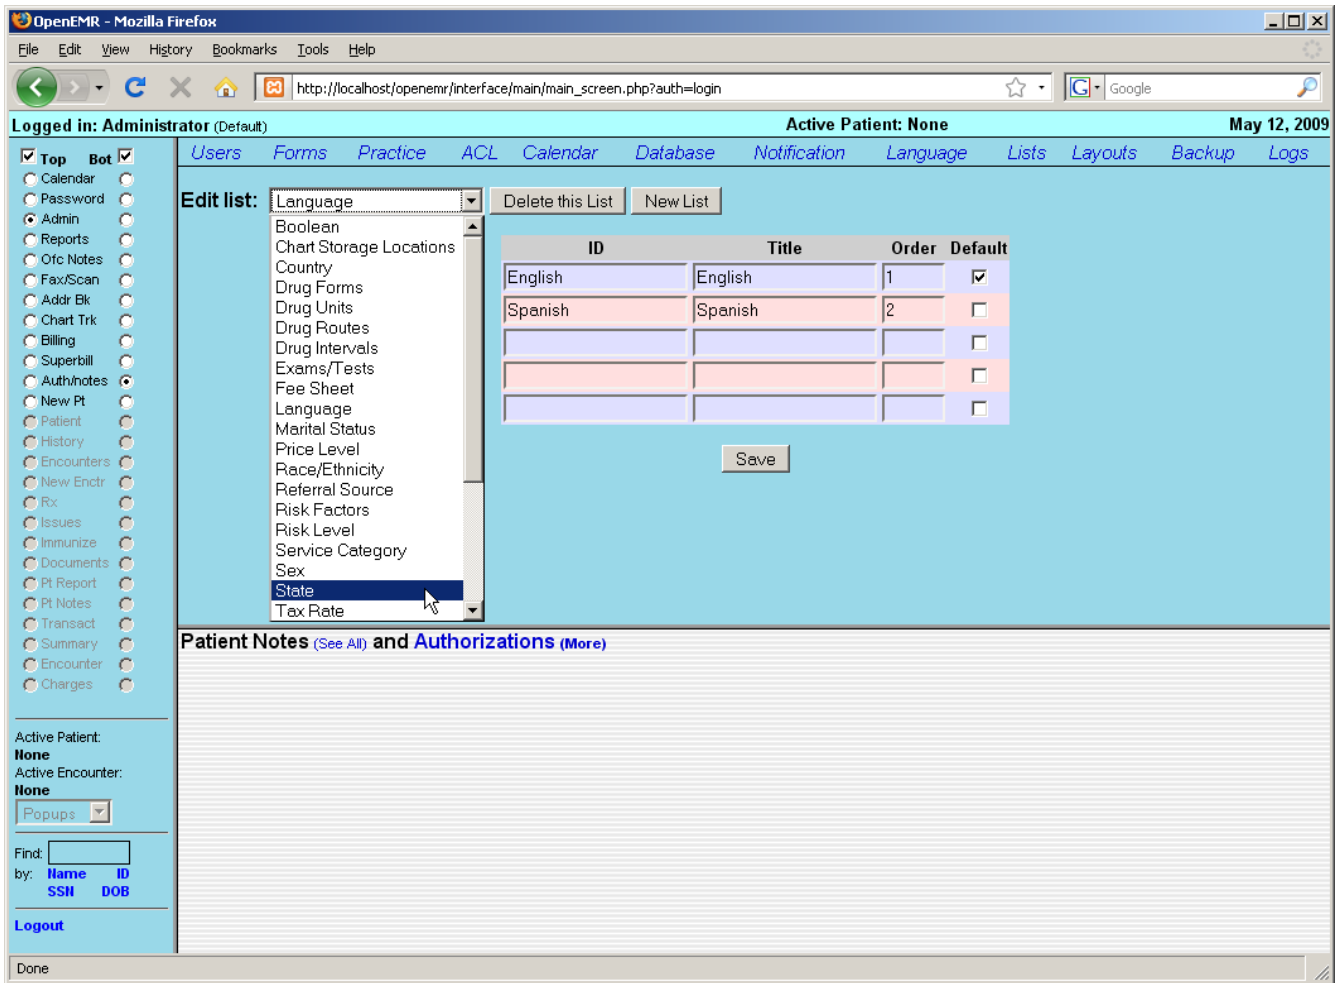 OpenEMR - Mozilla Firefox
File Edit View History Bookmarks Tools Help
http://localhost/openemr/interface/main/main_screen.php?auth=login
G Google
Logged in: Administrator (Default) Active Patient: None May 12, 2009
Top Bot
Calendar
Password
Admin
Reports
Ofc Notes
Fax/Scan
Addr Bk
Chart Trk
Billing
Superbill
Auth/notes
New Pt
Patient
History
Encounters
New Enctr
Rx
Issues
Immunize
Documents
Pt Report
Pt Notes
Transact
Summary
Encounter
Charges
Active Patient:
None
Active Encounter:
None
Popups
Find:
by: Name ID
SSN DOB
Logout
Users Forms Practice ACL Calendar Database Notification Language Lists Layouts Backup Logs
Edit list: Language Delete this List New List
Boolean
Chart Storage Locations
Country
Drug Forms
Drug Units
Drug Routes
Drug Intervals
Exams/Tests
Fee Sheet
Language
Marital Status
Price Level
Race/Ethnicity
Referral Source
Risk Factors
Risk Level
Service Category
Sex
State
Tax Rate
ID Title Order Default
English English 1
Spanish Spanish 2
Save
Patient Notes (See All) and Authorizations (More)
Done